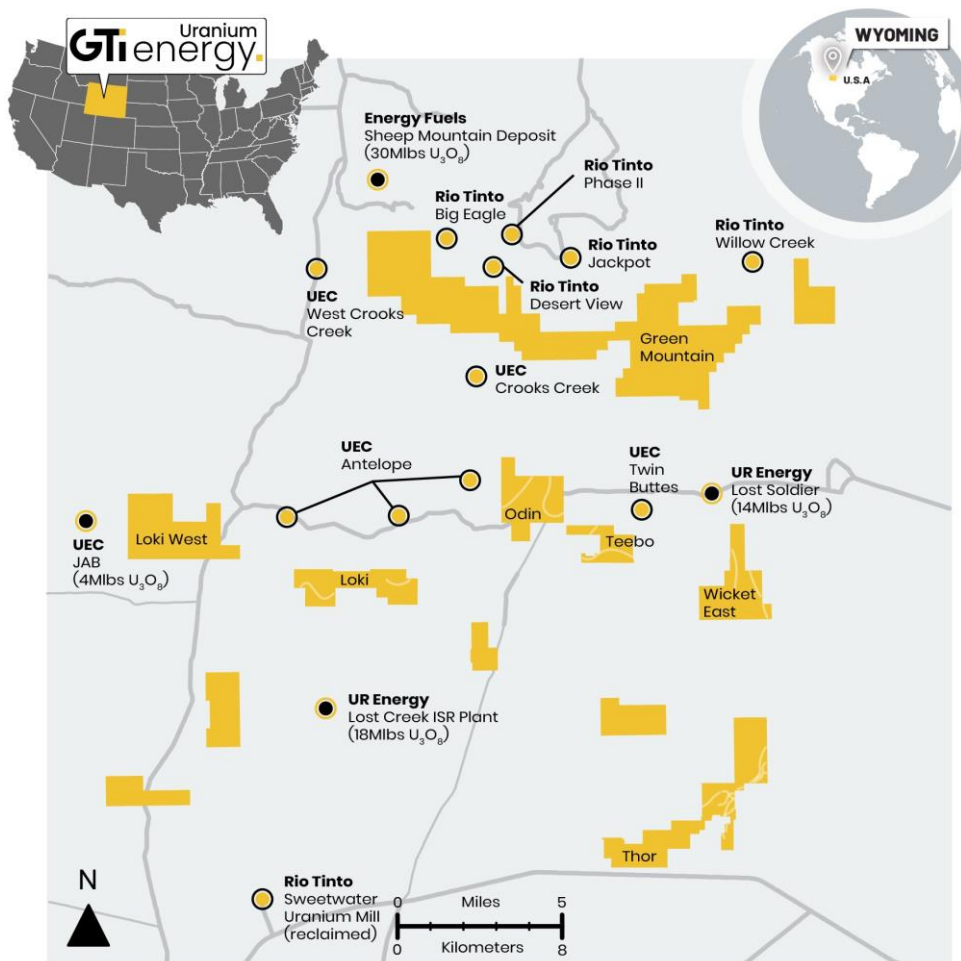 Uranium
GTi energy.
WYOMING
U.S.A
Energy Fuels
Sheep Mountain Deposit
(30Mlbs U₃O₈)
Rio Tinto
Phase II
Rio Tinto
Big Eagle
Rio Tinto
Willow Creek
Rio Tinto
Jackpot
Rio Tinto
Desert View
UEC
West Crooks
Creek
Green
Mountain
UEC
Crooks Creek
UEC
Antelope
UEC
Twin
Buttes
UR Energy
Lost Soldier
(14Mlbs U₃O₈)
Odin
Loki West
Teebo
UEC
JAB
(4Mlbs U₃O₈)
Loki
Wicket
East
UR Energy
Lost Creek ISR Plant
(18Mlbs U₃O₈)
Thor
N
Rio Tinto
Sweetwater
Uranium Mill
(reclaimed)
0 Miles 5
0 Kilometers 8